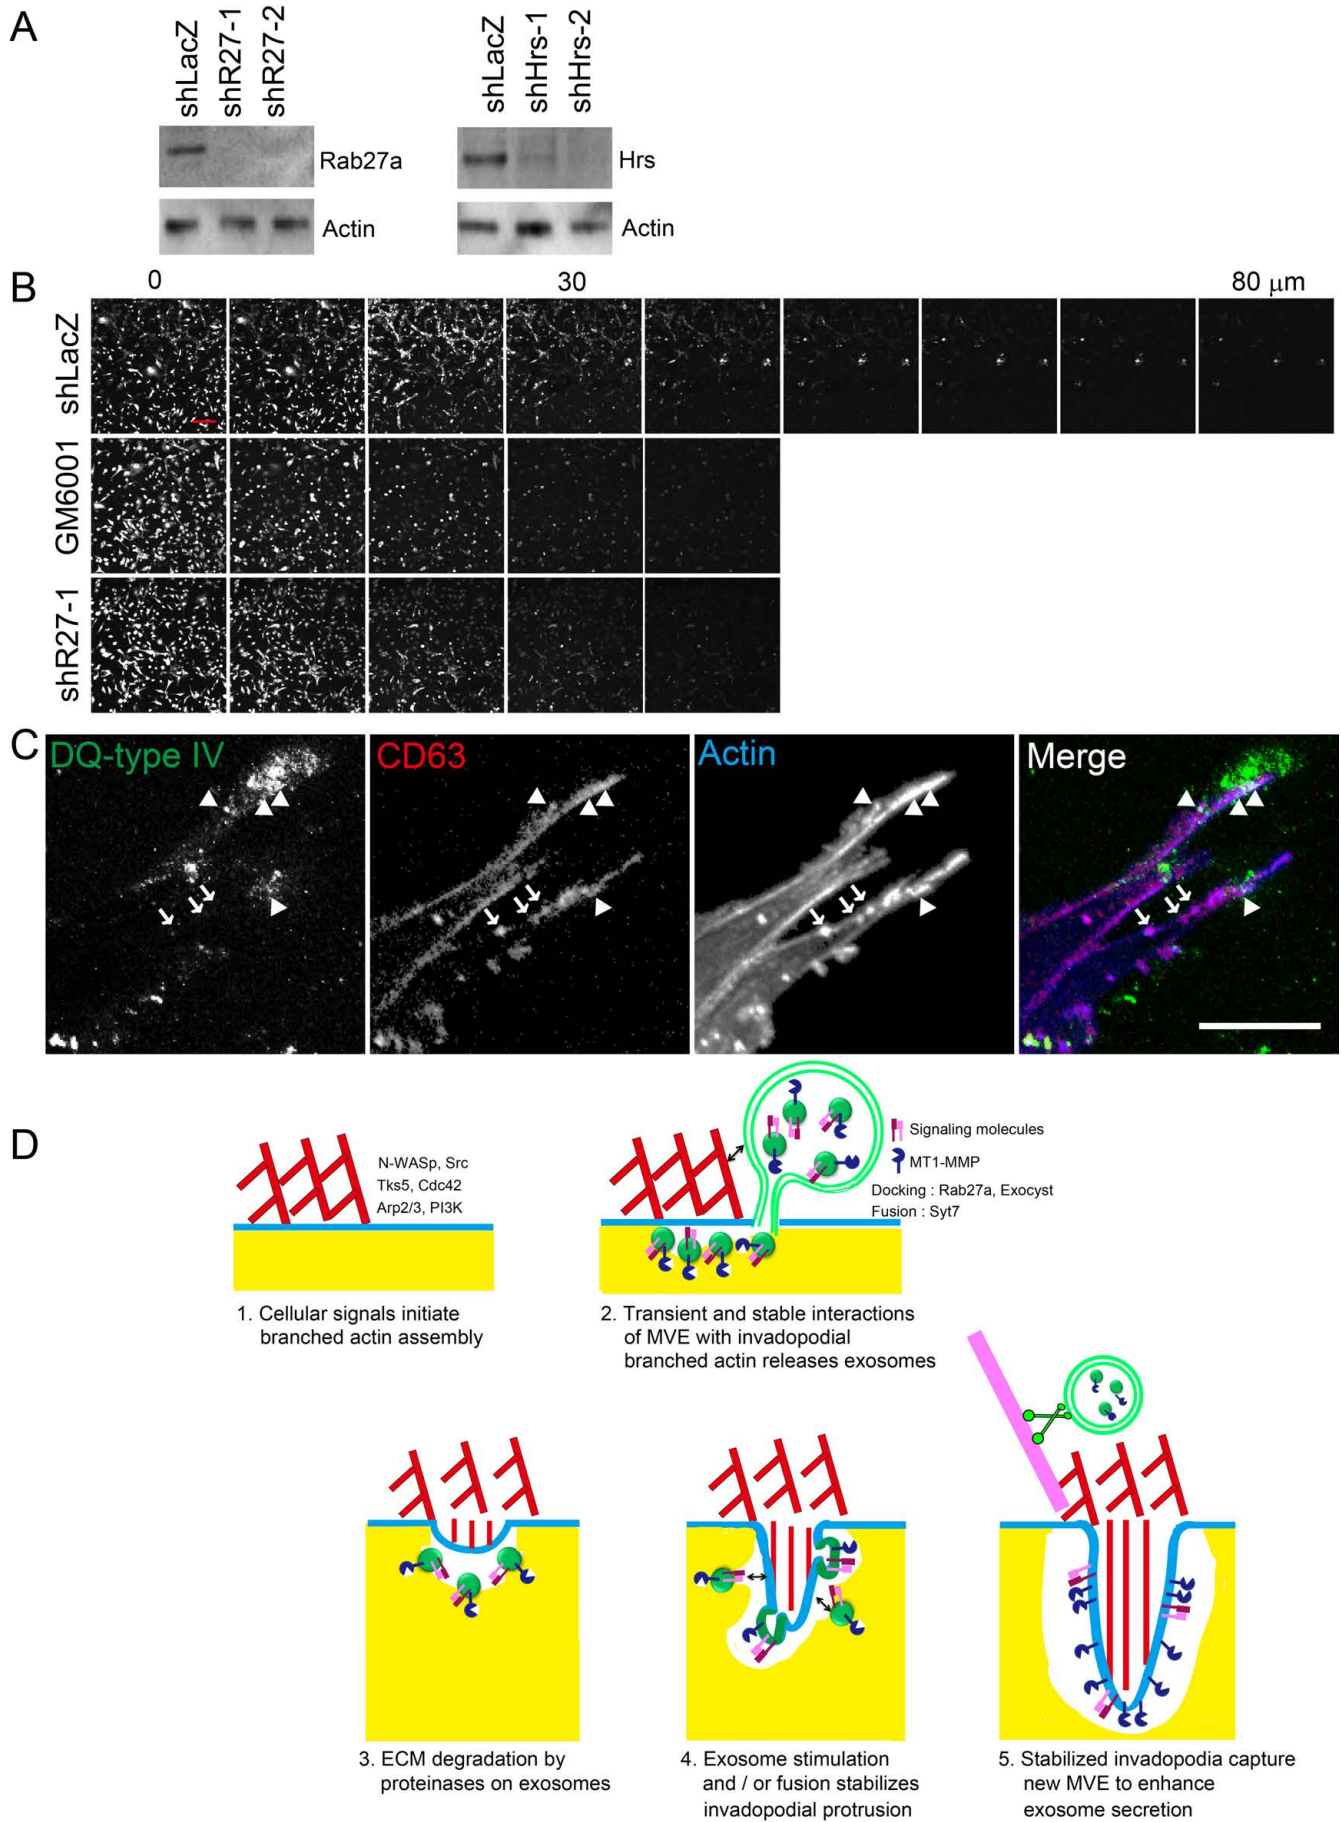 A
shLacZ
shR27-1
shR27-2
shLacZ
shHrs-1
shHrs-2
Rab27a
Hrs
Actin
Actin
B
0
30
80 μm
shLacZ
GM6001
shR27-1
C
DQ-type IV
CD63
Actin
Merge
D
N-WASp, Src
Tks5, Cdc42
Arp2/3, PI3K
Signaling molecules
MT1-MMP
Docking : Rab27a, Exocyst
Fusion : Syt7
1. Cellular signals initiate
branched actin assembly
2. Transient and stable interactions
of MVE with invadopodial
branched actin releases exosomes
3. ECM degradation by
proteinases on exosomes
4. Exosome stimulation
and / or fusion stabilizes
invadopodial protrusion
5. Stabilized invadopodia capture
new MVE to enhance
exosome secretion